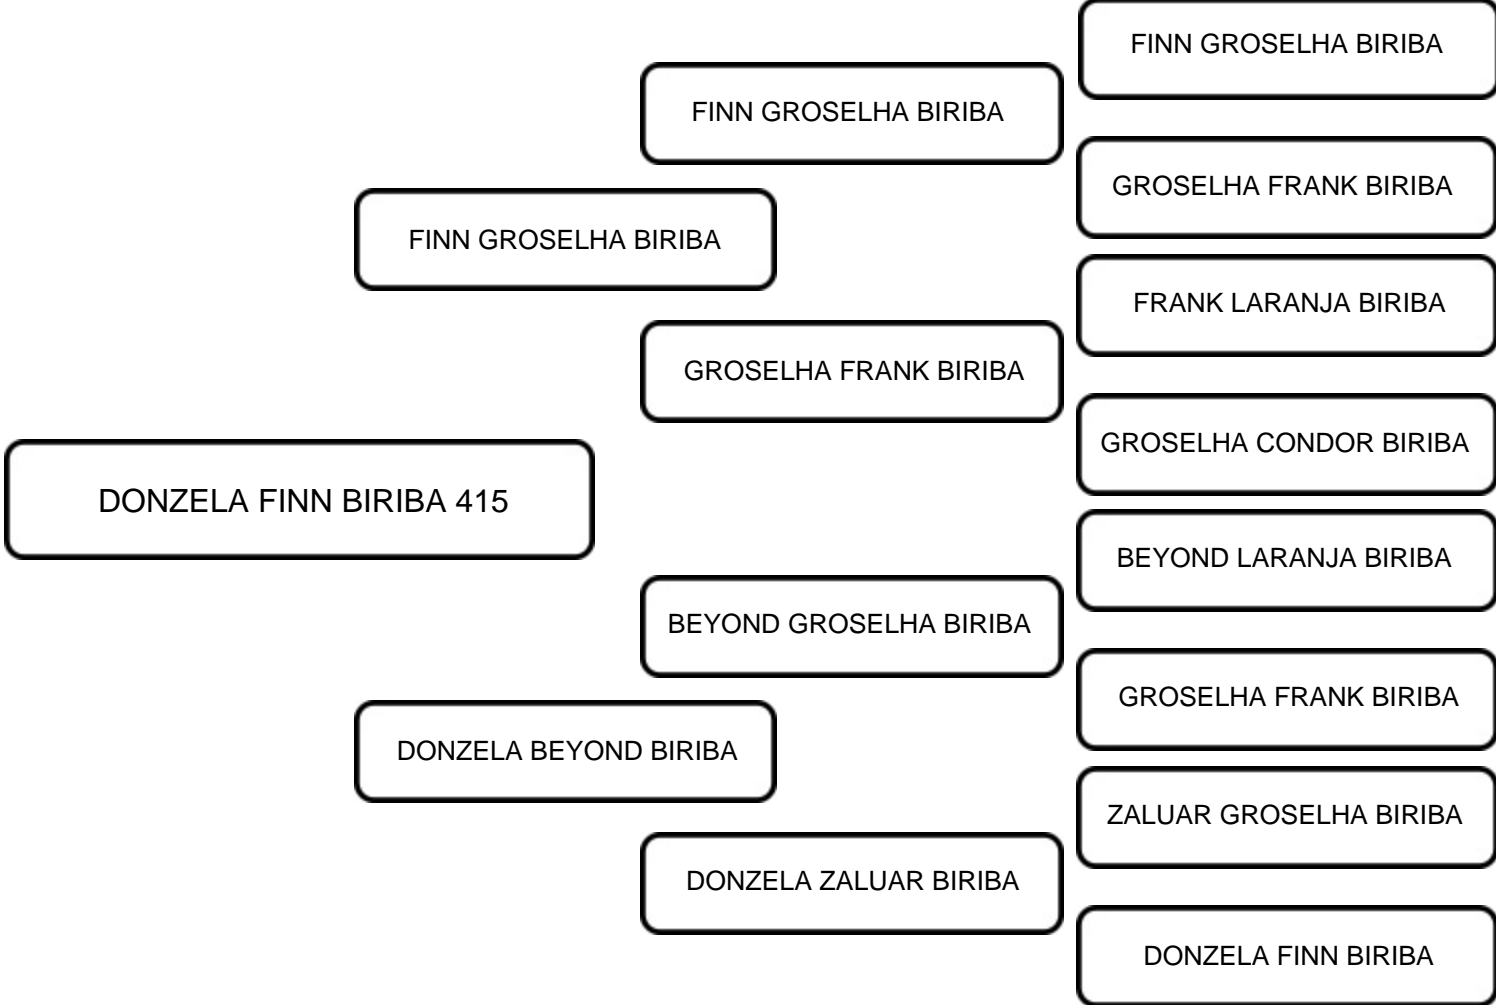 FINN GROSELHA BIRIBA
FINN GROSELHA BIRIBA
GROSELHA FRANK BIRIBA
FINN GROSELHA BIRIBA
FRANK LARANJA BIRIBA
GROSELHA FRANK BIRIBA
GROSELHA CONDOR BIRIBA
DONZELA FINN BIRIBA 415
BEYOND LARANJA BIRIBA
BEYOND GROSELHA BIRIBA
GROSELHA FRANK BIRIBA
DONZELA BEYOND BIRIBA
ZALUAR GROSELHA BIRIBA
DONZELA ZALUAR BIRIBA
DONZELA FINN BIRIBA